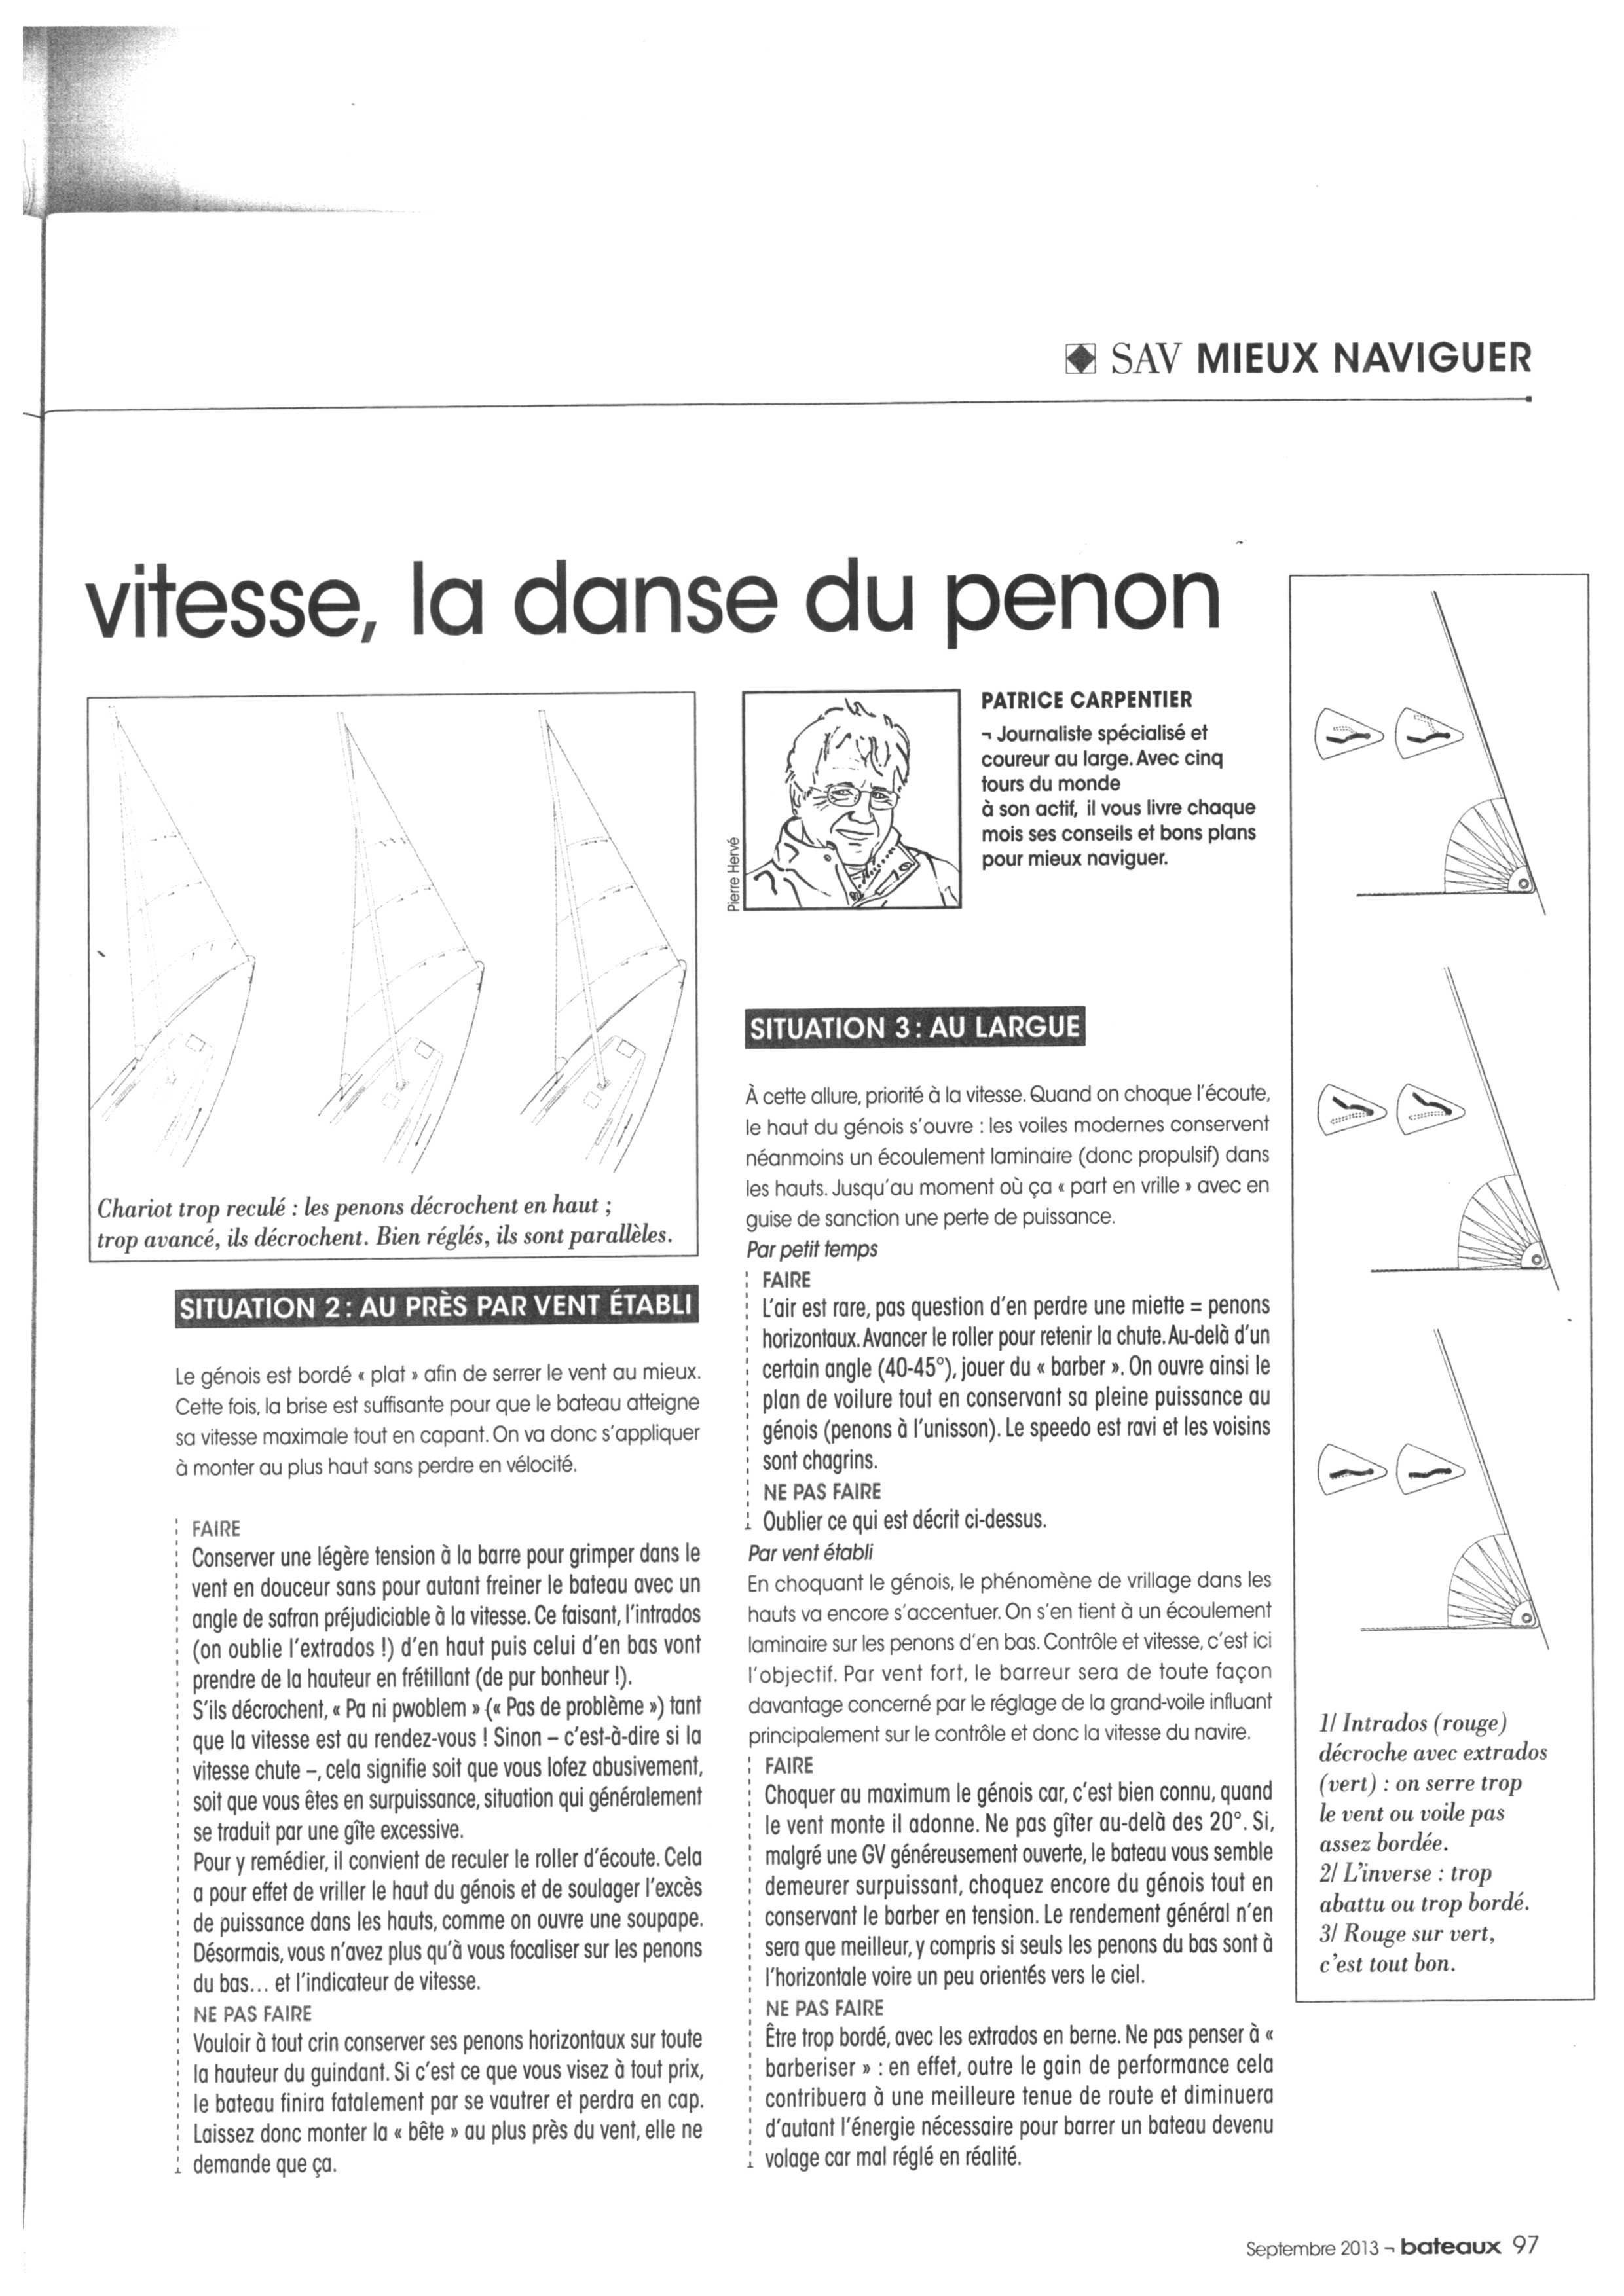 SAV MIEUX NAVIGUER
vitesse, la danse du penon
Chariot trop reculé : les penons décrochent en haut ;
trop avancé, ils décrochent. Bien réglés, ils sont parallèles.
SITUATION 2 : AU PRÈS PAR VENT ÉTABLI
Le génois est bordé « plat » afin de serrer le vent au mieux.
Cette fois, la brise est suffisante pour que le bateau atteigne
sa vitesse maximale tout en capant. On va donc s'appliquer
à monter au plus haut sans perdre en vélocité.
FAIRE
Conserver une légère tension à la barre pour grimper dans le
vent en douceur sans pour autant freiner le bateau avec un
angle de safran préjudiciable à la vitesse. Ce faisant, l'intrados
(on oublie l'extrados !) d'en haut puis celui d'en bas vont
prendre de la hauteur en frétillant (de pur bonheur !).
S'ils décrochent, « Pa ni pwoblem » (« Pas de problème ») tant
que la vitesse est au rendez-vous ! Sinon – c'est-à-dire si la
vitesse chute –, cela signifie soit que vous lofez abusivement,
soit que vous êtes en surpuissance, situation qui généralement
se traduit par une gîte excessive.
Pour y remédier, il convient de reculer le roller d'écoute. Cela
a pour effet de vriller le haut du génois et de soulager l'excès
de puissance dans les hauts, comme on ouvre une soupape.
Désormais, vous n'avez plus qu'à vous focaliser sur les penons
du bas... et l'indicateur de vitesse.
NE PAS FAIRE
Vouloir à tout crin conserver ses penons horizontaux sur toute
la hauteur du guindant. Si c'est ce que vous visez à tout prix,
le bateau finira fatalement par se vautrer et perdra en cap.
Laissez donc monter la « bête » au plus près du vent, elle ne
demande que ça.
Pierre Hervé
PATRICE CARPENTIER
¬ Journaliste spécialisé et
coureur au large. Avec cinq
tours du monde
à son actif, il vous livre chaque
mois ses conseils et bons plans
pour mieux naviguer.
SITUATION 3 : AU LARGUE
À cette allure, priorité à la vitesse. Quand on choque l'écoute,
le haut du génois s'ouvre : les voiles modernes conservent
néanmoins un écoulement laminaire (donc propulsif) dans
les hauts. Jusqu'au moment où ça « part en vrille » avec en
guise de sanction une perte de puissance.
Par petit temps
FAIRE
L'air est rare, pas question d'en perdre une miette = penons
horizontaux. Avancer le roller pour retenir la chute. Au-delà d'un
certain angle (40-45°), jouer du « barber ». On ouvre ainsi le
plan de voilure tout en conservant sa pleine puissance au
génois (penons à l'unisson). Le speedo est ravi et les voisins
sont chagrins.
NE PAS FAIRE
Oublier ce qui est décrit ci-dessus.
Par vent établi
En choquant le génois, le phénomène de vrillage dans les
hauts va encore s'accentuer. On s'en tient à un écoulement
laminaire sur les penons d'en bas. Contrôle et vitesse, c'est ici
l'objectif. Par vent fort, le barreur sera de toute façon
davantage concerné par le réglage de la grand-voile influant
principalement sur le contrôle et donc la vitesse du navire.
FAIRE
Choquer au maximum le génois car, c'est bien connu, quand
le vent monte il adonne. Ne pas gîter au-delà des 20°. Si,
malgré une GV généreusement ouverte, le bateau vous semble
demeurer surpuissant, choquez encore du génois tout en
conservant le barber en tension. Le rendement général n'en
sera que meilleur, y compris si seuls les penons du bas sont à
l'horizontale voire un peu orientés vers le ciel.
NE PAS FAIRE
Être trop bordé, avec les extrados en berne. Ne pas penser à «
barberiser » : en effet, outre le gain de performance cela
contribuera à une meilleure tenue de route et diminuera
d'autant l'énergie nécessaire pour barrer un bateau devenu
volage car mal réglé en réalité.
1/ Intrados (rouge)
décroche avec extrados
(vert) : on serre trop
le vent ou voile pas
assez bordée.
2/ L'inverse : trop
abattu ou trop bordé.
3/ Rouge sur vert,
c'est tout bon.
Septembre 2013 ¬ bateaux 97